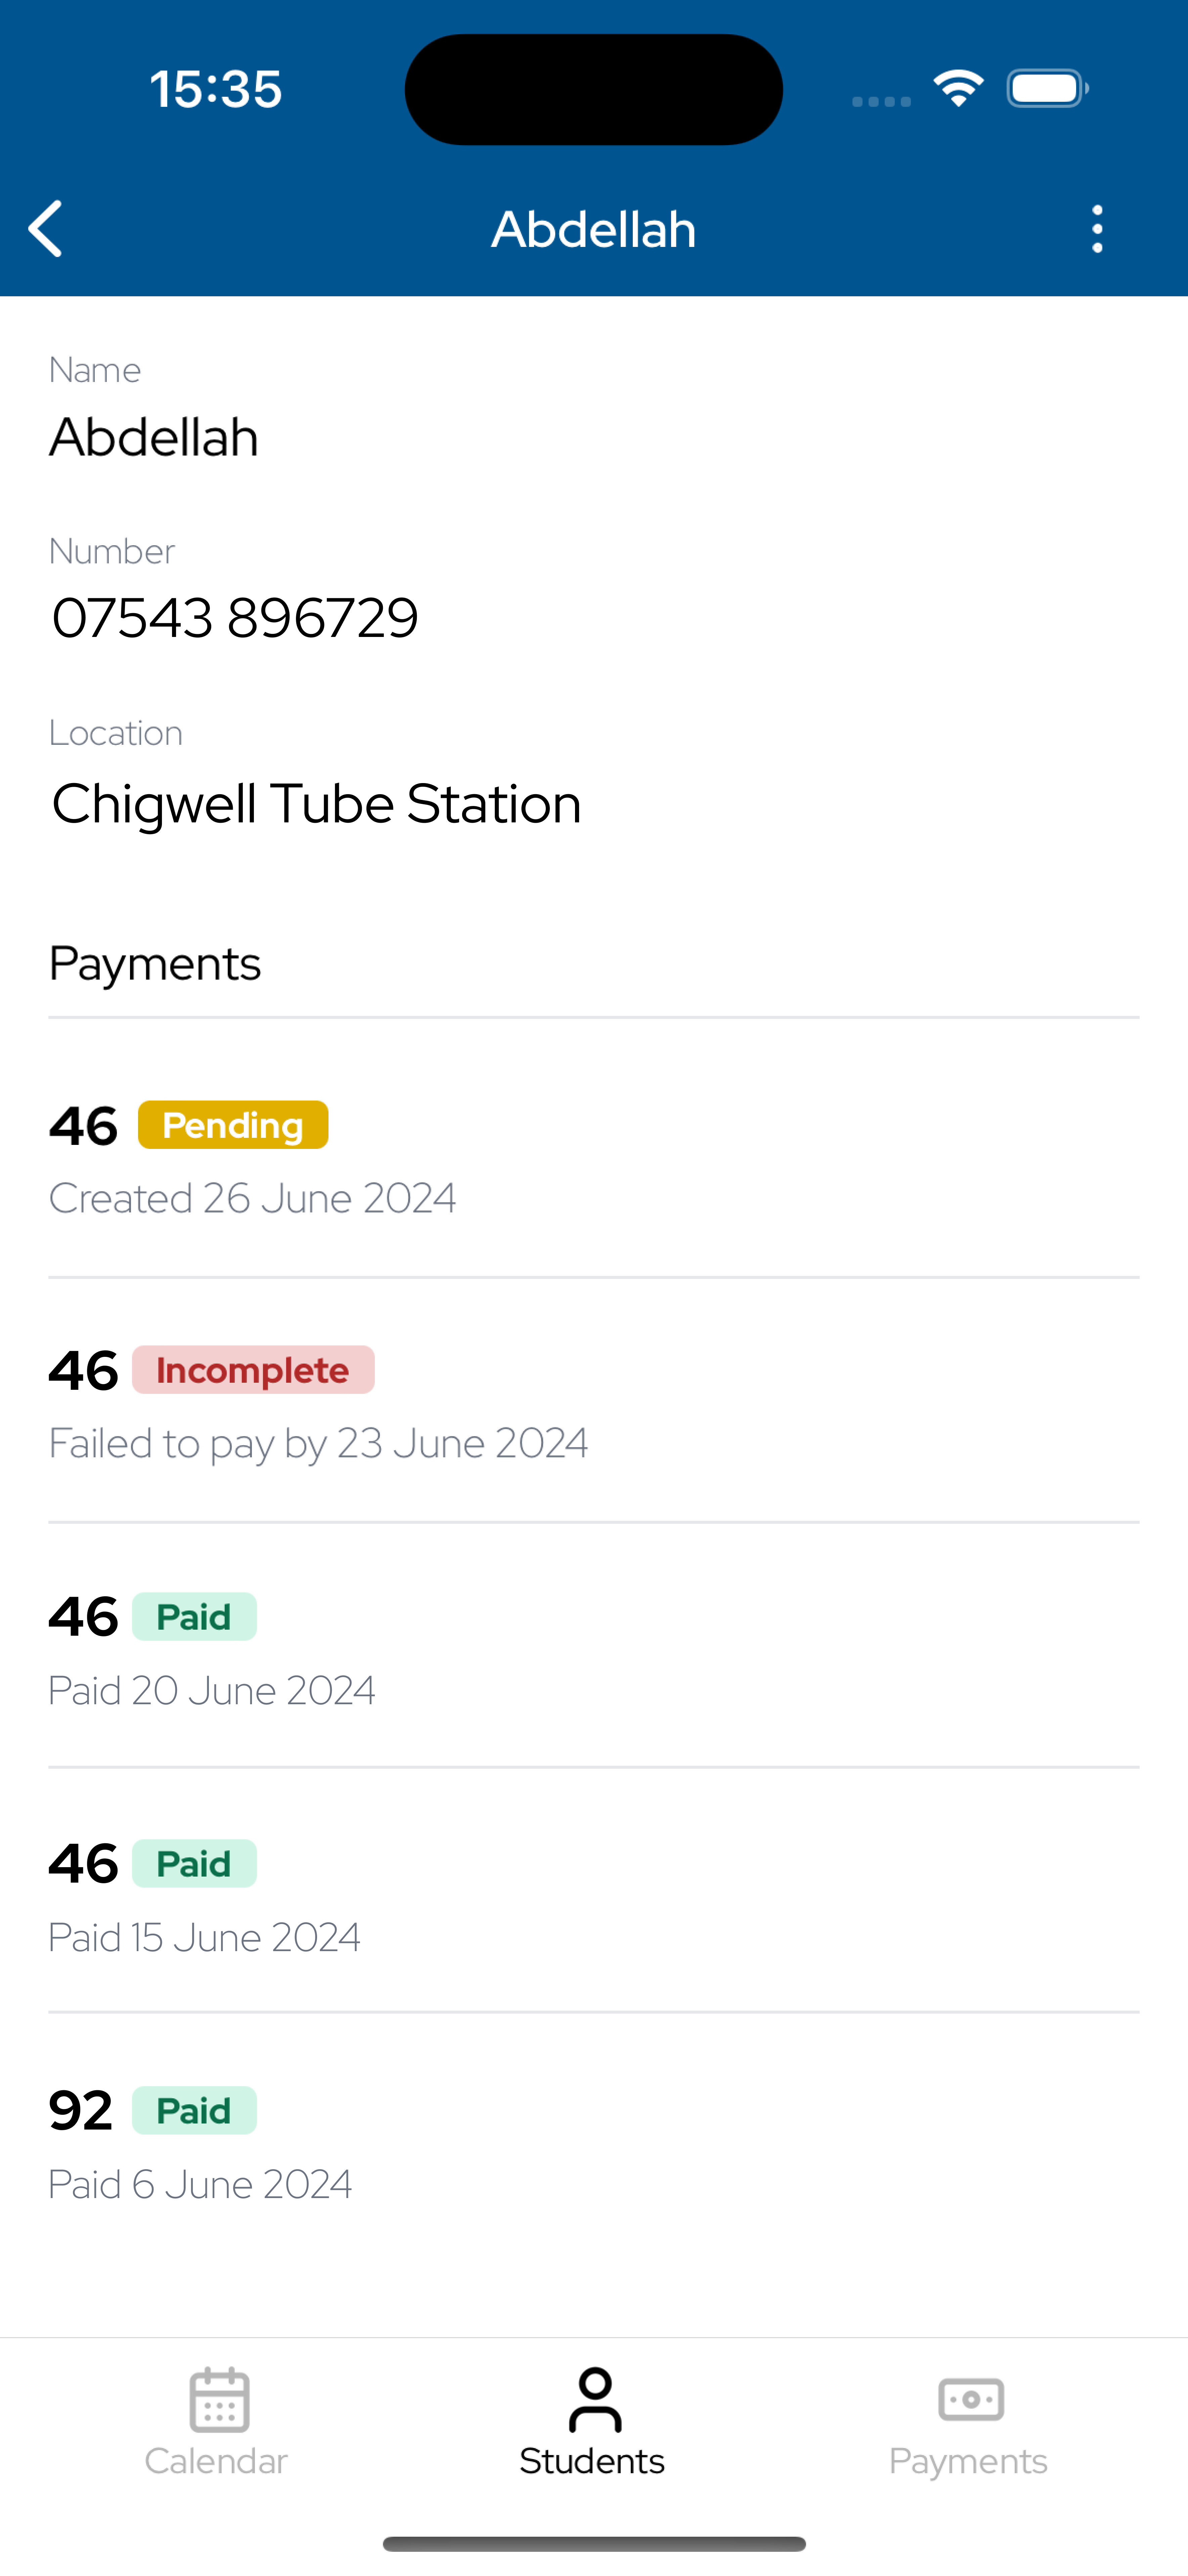 15:35
Abdellah
Name
Abdellah
Number
07543 896729
Location
Chigwell Tube Station
Payments
46 Pending
Created 26 June 2024
46 Incomplete
Failed to pay by 23 June 2024
46 Paid
Paid 20 June 2024
46 Paid
Paid 15 June 2024
92 Paid
Paid 6 June 2024
Calendar Students Payments